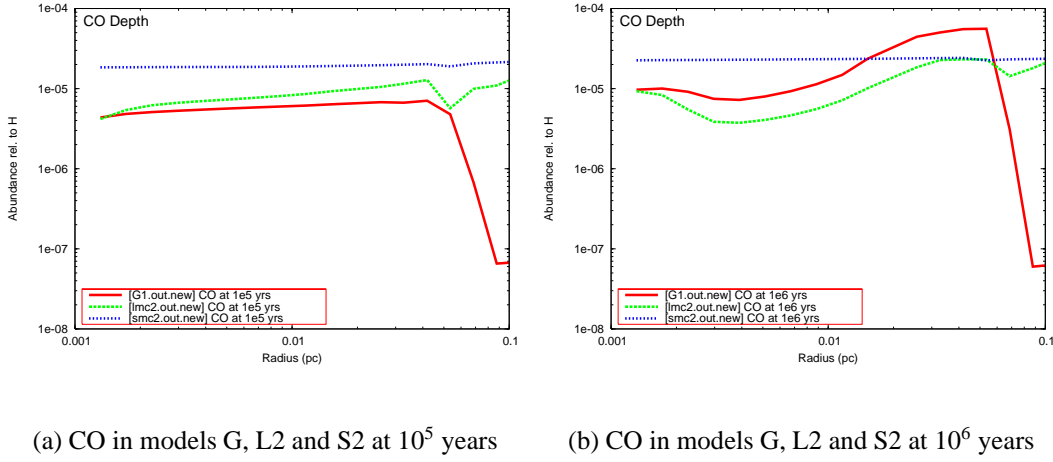 CO Depth
1e-04
1e-05
1e-06
1e-07
1e-08
Abundance rel. to H
[G1.out.new] CO at 1e5 yrs
[lmc2.out.new] CO at 1e5 yrs
[smc2.out.new] CO at 1e5 yrs
0.001
0.01
0.1
Radius (pc)
(a) CO in models G, L2 and S2 at 10⁵ years
CO Depth
1e-04
1e-05
1e-06
1e-07
1e-08
Abundance rel. to H
[G1.out.new] CO at 1e6 yrs
[lmc2.out.new] CO at 1e6 yrs
[smc2.out.new] CO at 1e6 yrs
0.001
0.01
0.1
Radius (pc)
(b) CO in models G, L2 and S2 at 10⁶ years